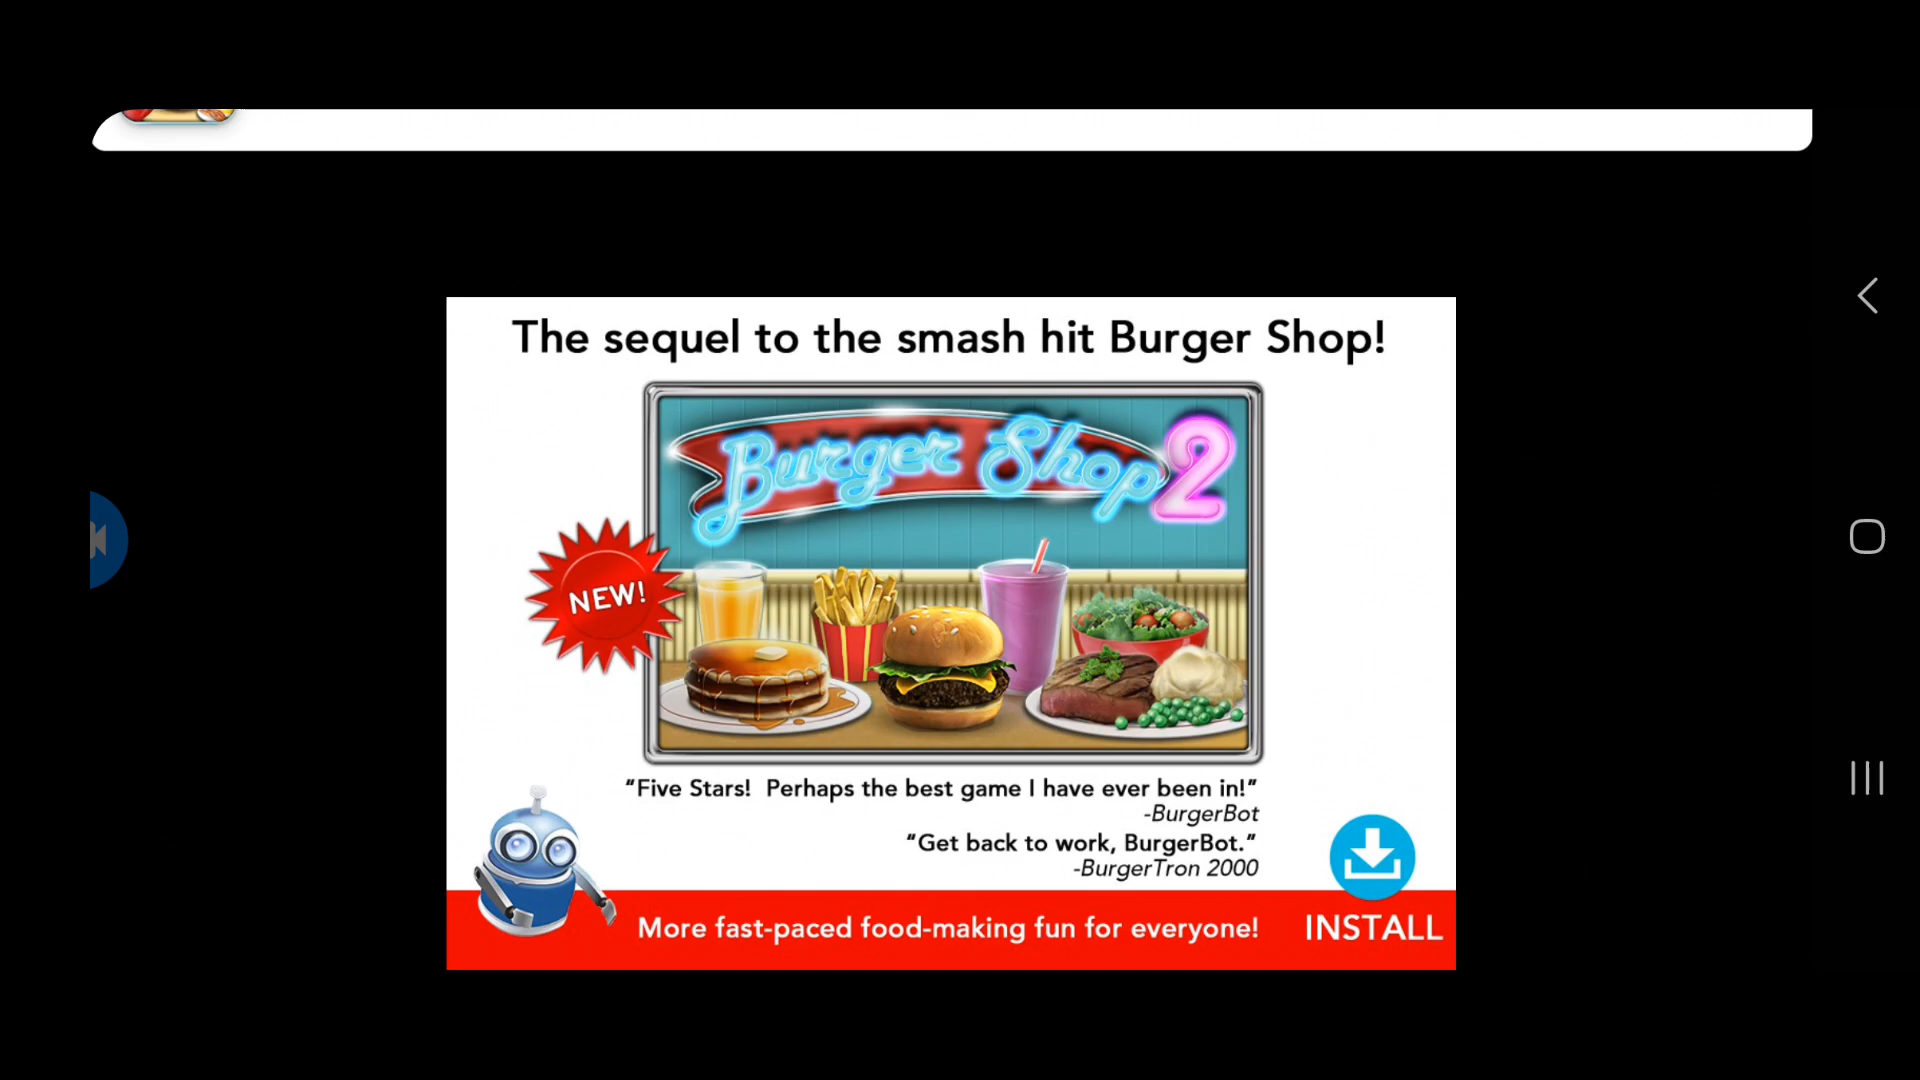 The sequel to the smash hit Burger Shop!
Burger Shop 2
NEW!
"Five Stars!  Perhaps the best game I have ever been in!"
-BurgerBot
"Get back to work, BurgerBot."
-BurgerTron 2000
More fast-paced food-making fun for everyone!
INSTALL